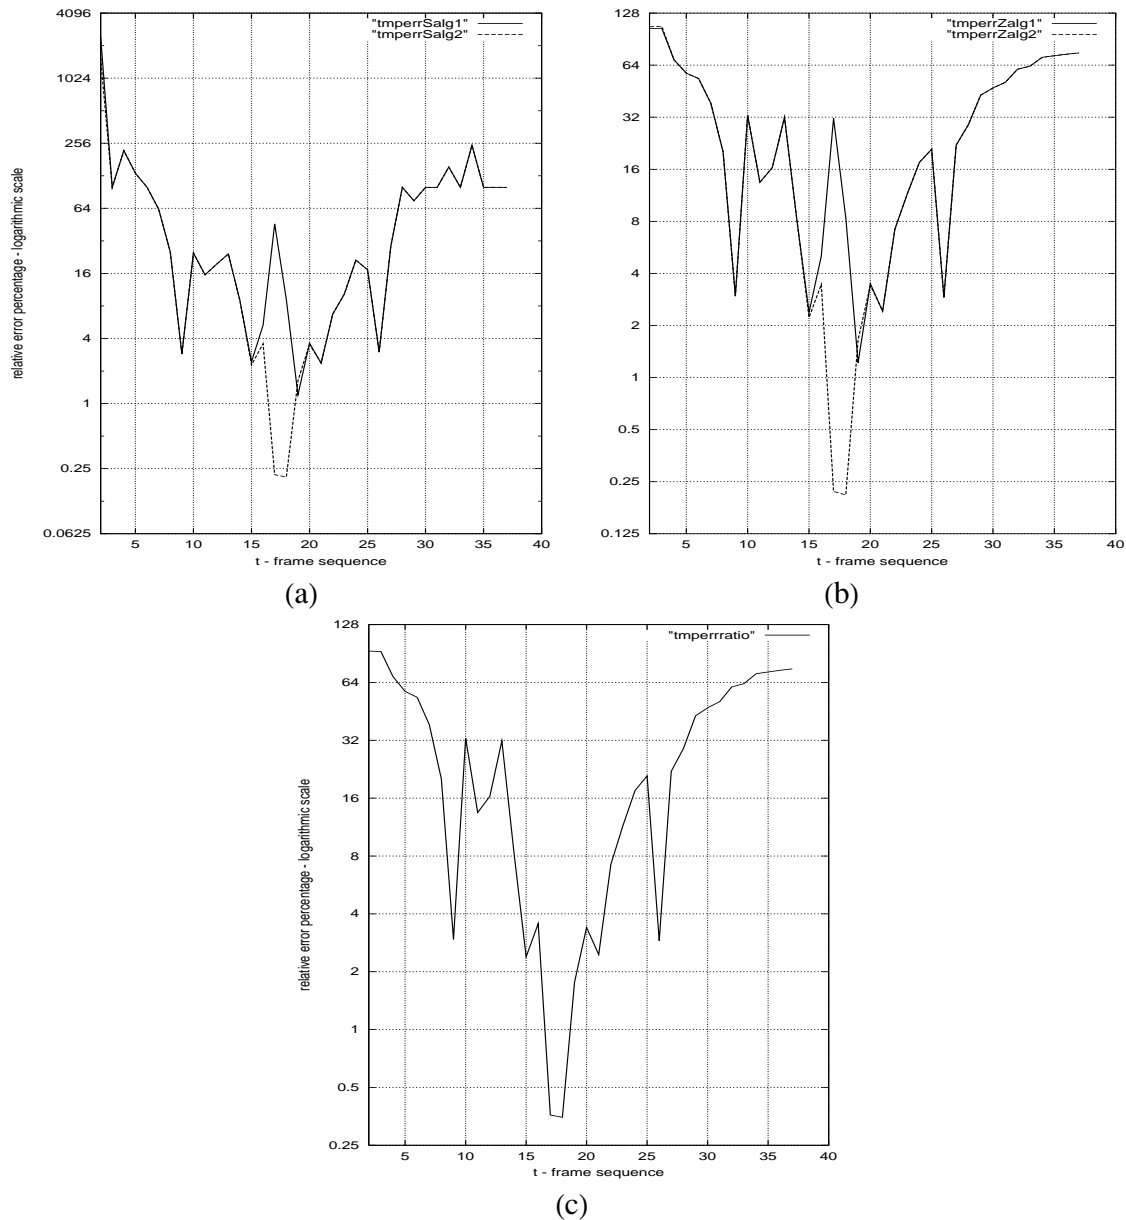 4096
1024
256
64
16
4
1
0.25
0.0625
relative error percentage - logarithmic scale
"tmperrSalg1"
"tmperrSalg2"
5 10 15 20 25 30 35 40
t - frame sequence
(a)
128
64
32
16
8
4
2
1
0.5
0.25
0.125
"tmperrZalg1"
"tmperrZalg2"
5 10 15 20 25 30 35 40
t - frame sequence
(b)
128
64
32
16
8
4
2
1
0.5
0.25
relative error percentage - logarithmic scale
"tmperrratio"
5 10 15 20 25 30 35 40
t - frame sequence
(c)